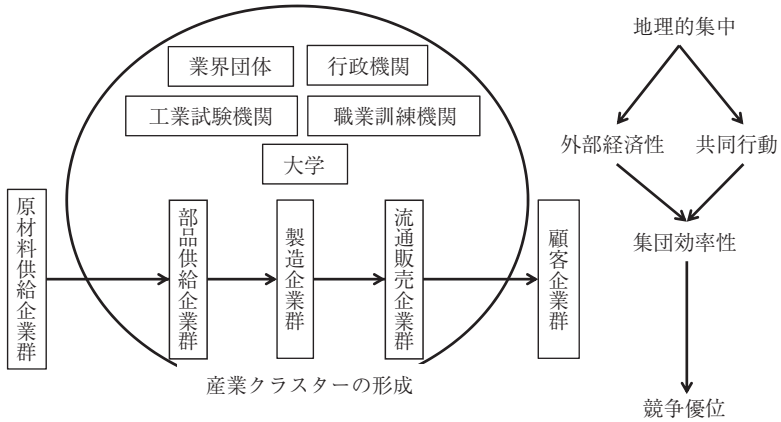 業界団体
行政機関
工業試験機関
職業訓練機関
大学
原材料供給企業群
部品供給企業群
製造企業群
流通販売企業群
顧客企業群
産業クラスターの形成
地理的集中
外部経済性
共同行動
集団効率性
競争優位